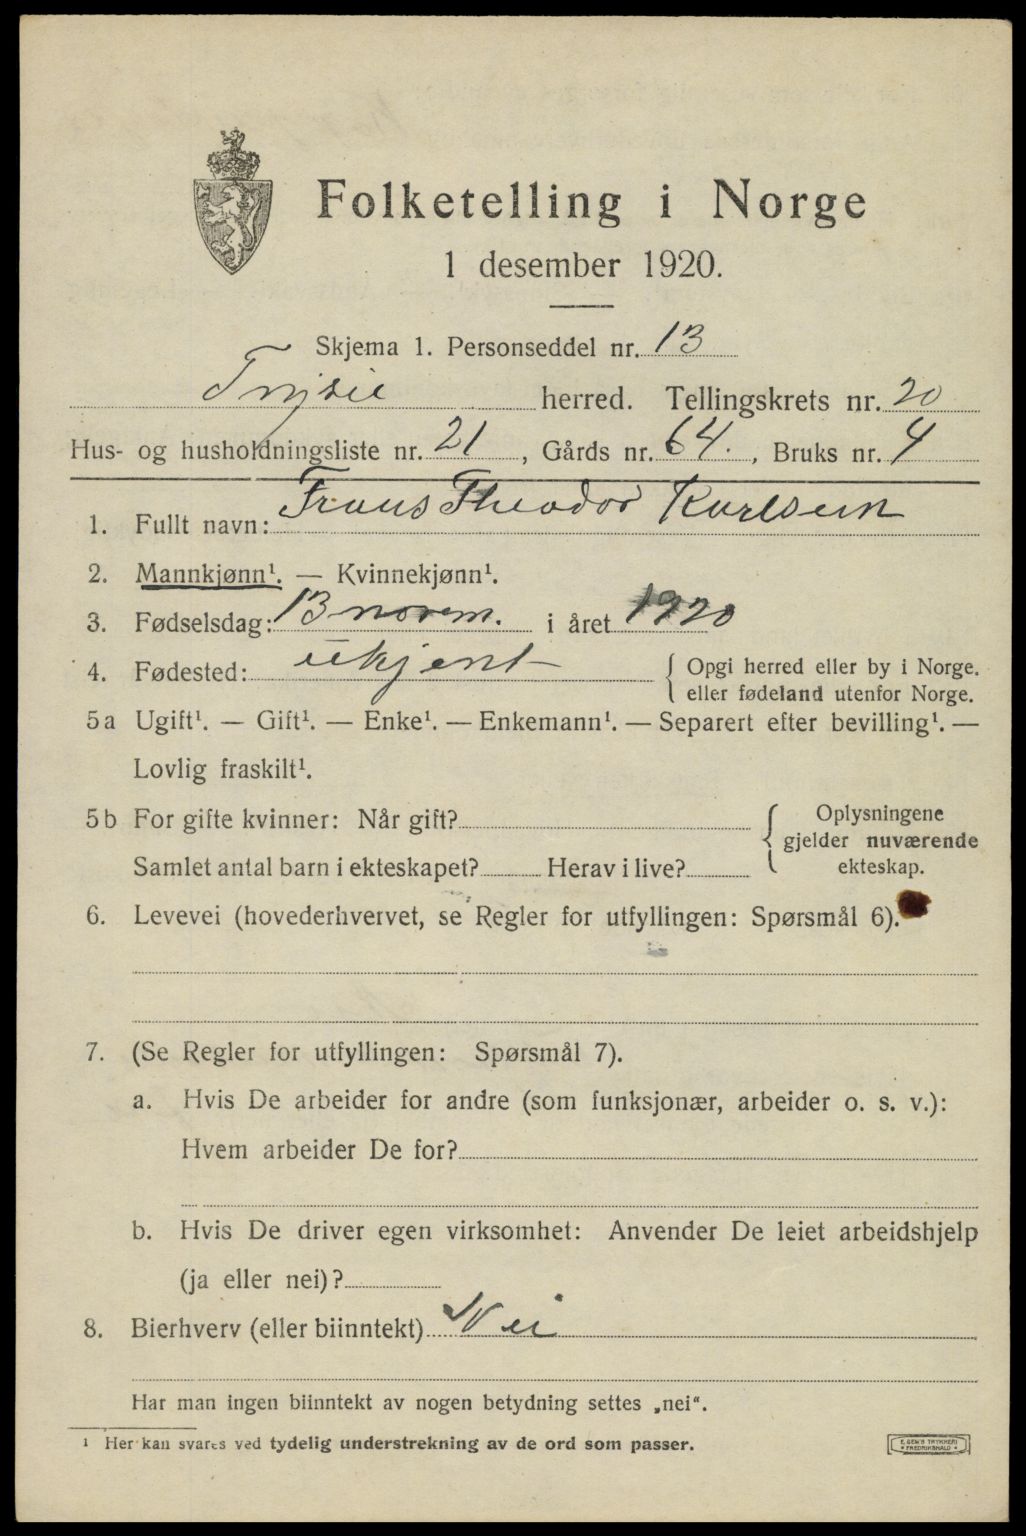 Folketelling i Norge
1 desember 1920.
Skjema 1. Personseddel nr. 13
Trysil herred. Tellingskrets nr. 20
Hus- og husholdningsliste nr. 21, Gårds nr. 64., Bruks nr. 4
1. Fullt navn: Frans Theodor Karlsen
2. Mannkjønn¹. — Kvinnekjønn¹.
3. Fødselsdag: 13 novem. i året 1920
4. Fødested: ukjent { Opgi herred eller by i Norge.
eller fødeland utenfor Norge.
5a Ugift¹. — Gift¹. — Enke¹. — Enkemann¹. — Separert efter bevilling¹. —
Lovlig fraskilt¹.
5b For gifte kvinner: Når gift? { Oplysningene
gjelder nuværende
Samlet antal barn i ekteskapet? Herav i live? ekteskap.
6. Levevei (hovederhvervet, se Regler for utfyllingen: Spørsmål 6).
7. (Se Regler for utfyllingen: Spørsmål 7).
a. Hvis De arbeider for andre (som funksjonær, arbeider o. s. v.):
Hvem arbeider De for?
b. Hvis De driver egen virksomhet: Anvender De leiet arbeidshjelp
(ja eller nei)?
8. Bierhverv (eller biinntekt) Nei
Har man ingen biinntekt av nogen betydning settes „nei“.
¹ Her kan svares ved tydelig understrekning av de ord som passer.
FREDRIKSHALD